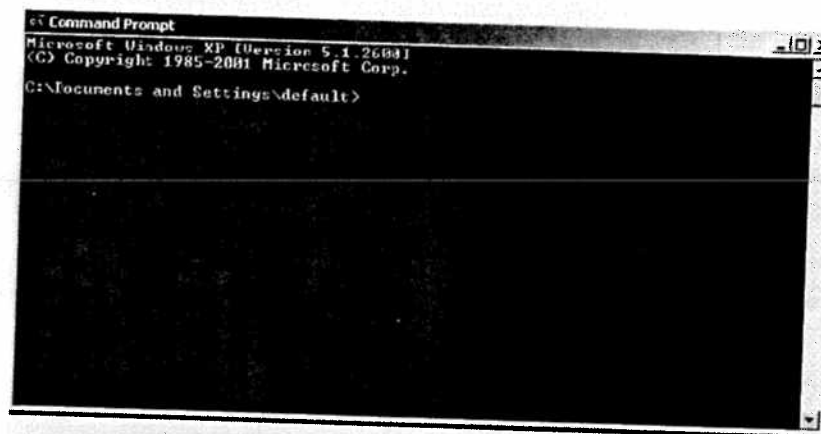 Command Prompt
Microsoft Windows XP [Version 5.1.2600]
(C) Copyright 1985-2001 Microsoft Corp.
C:\Documents and Settings\default>